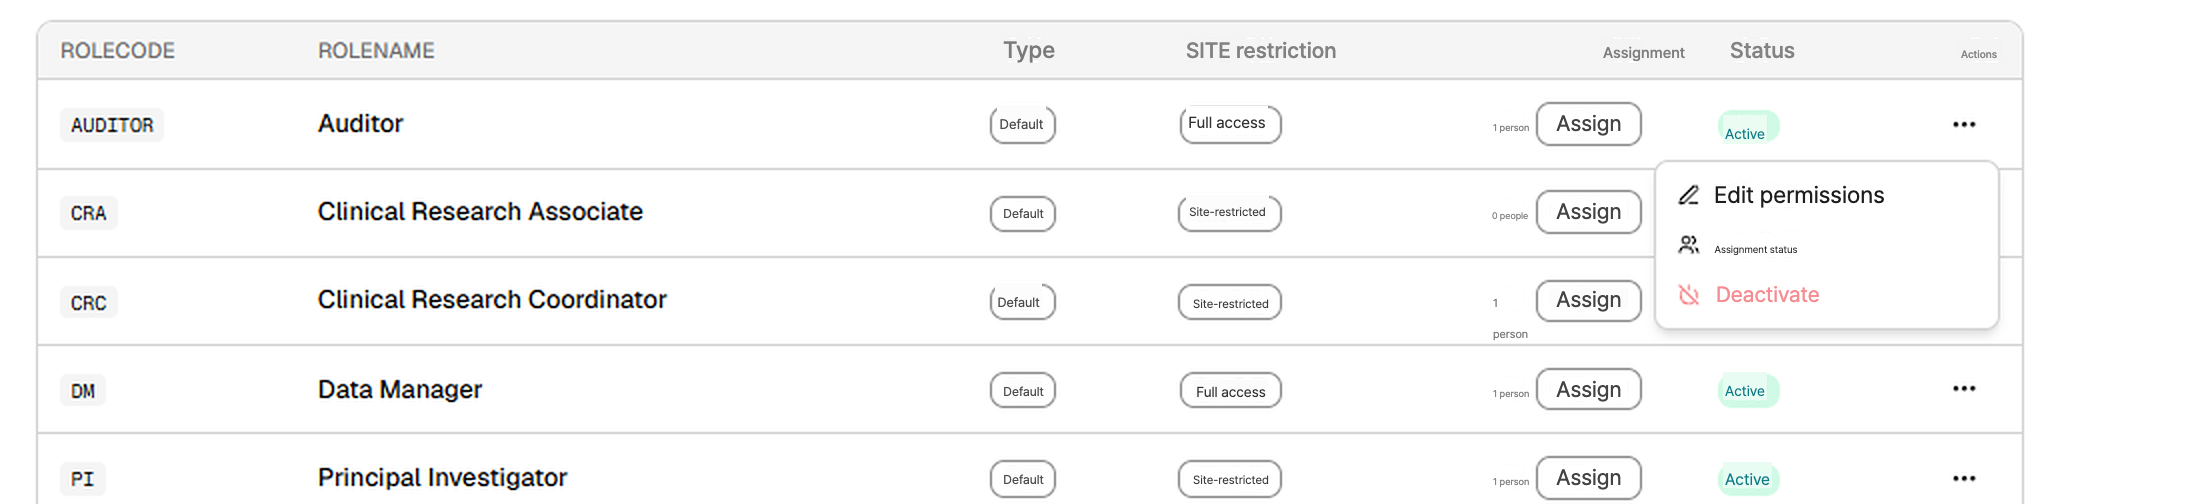 ROLECODE ROLENAME Type SITE restriction Assignment Status Actions
AUDITOR Auditor Default Full access 1 person Assign Active
CRA Clinical Research Associate Default Site-restricted 0 people Assign
CRC Clinical Research Coordinator Default Site-restricted 1 person Assign
Edit permissions
Assignment status
Deactivate
DM Data Manager Default Full access 1 person Assign Active
PI Principal Investigator Default Site-restricted 1 person Assign Active